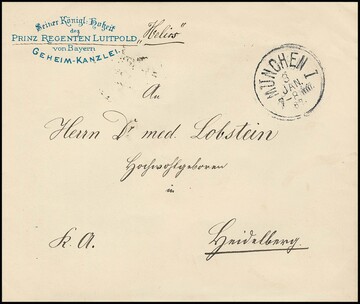 Seiner Königl. Hoheit
des
PRINZ REGENTEN LUITPOLD
von Bayern
GEHEIM-KANZLEI.
MÜNCHEN I
JAN.
An
Herrn Dr. med. Lobstein
Hochwohlgeboren
in
K. A.
Heidelberg.